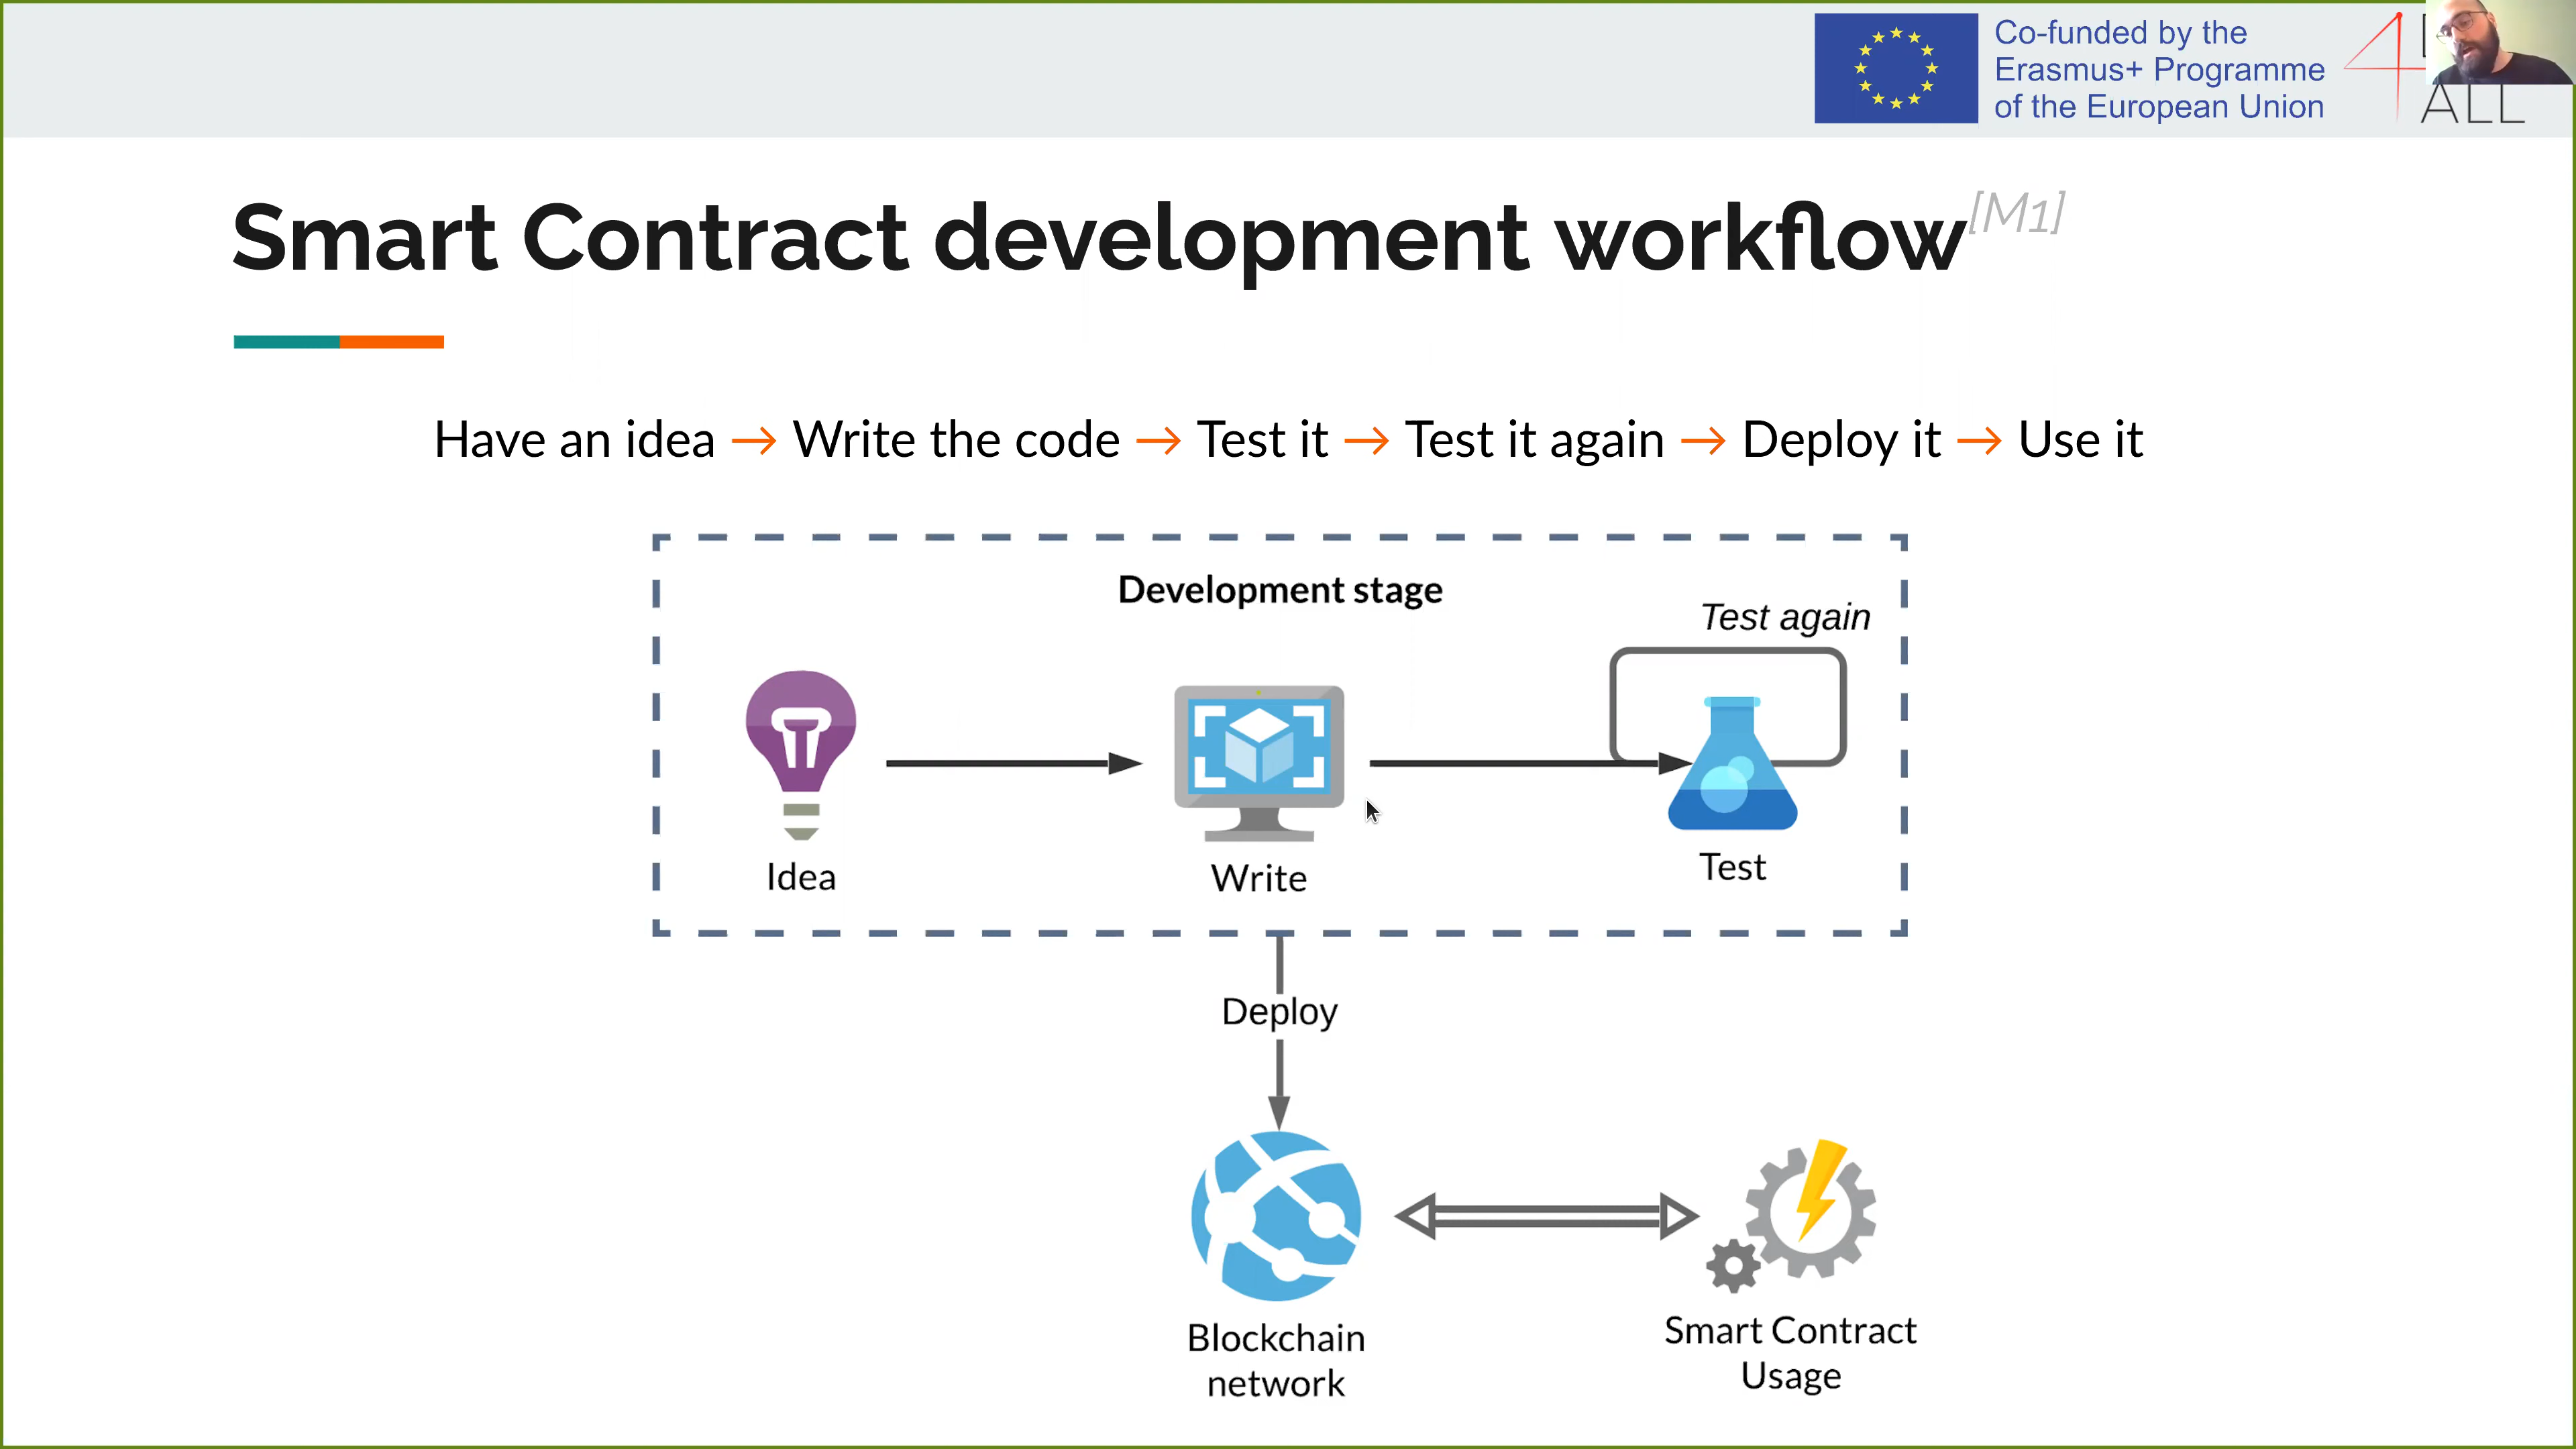 Co-funded by the
Erasmus+ Programme
of the European Union
4
ALL
Smart Contract development workflow[M1]
Have an idea → Write the code → Test it → Test it again → Deploy it → Use it
Development stage
Test again
Idea
Write
Test
Deploy
Blockchain
network
Smart Contract
Usage